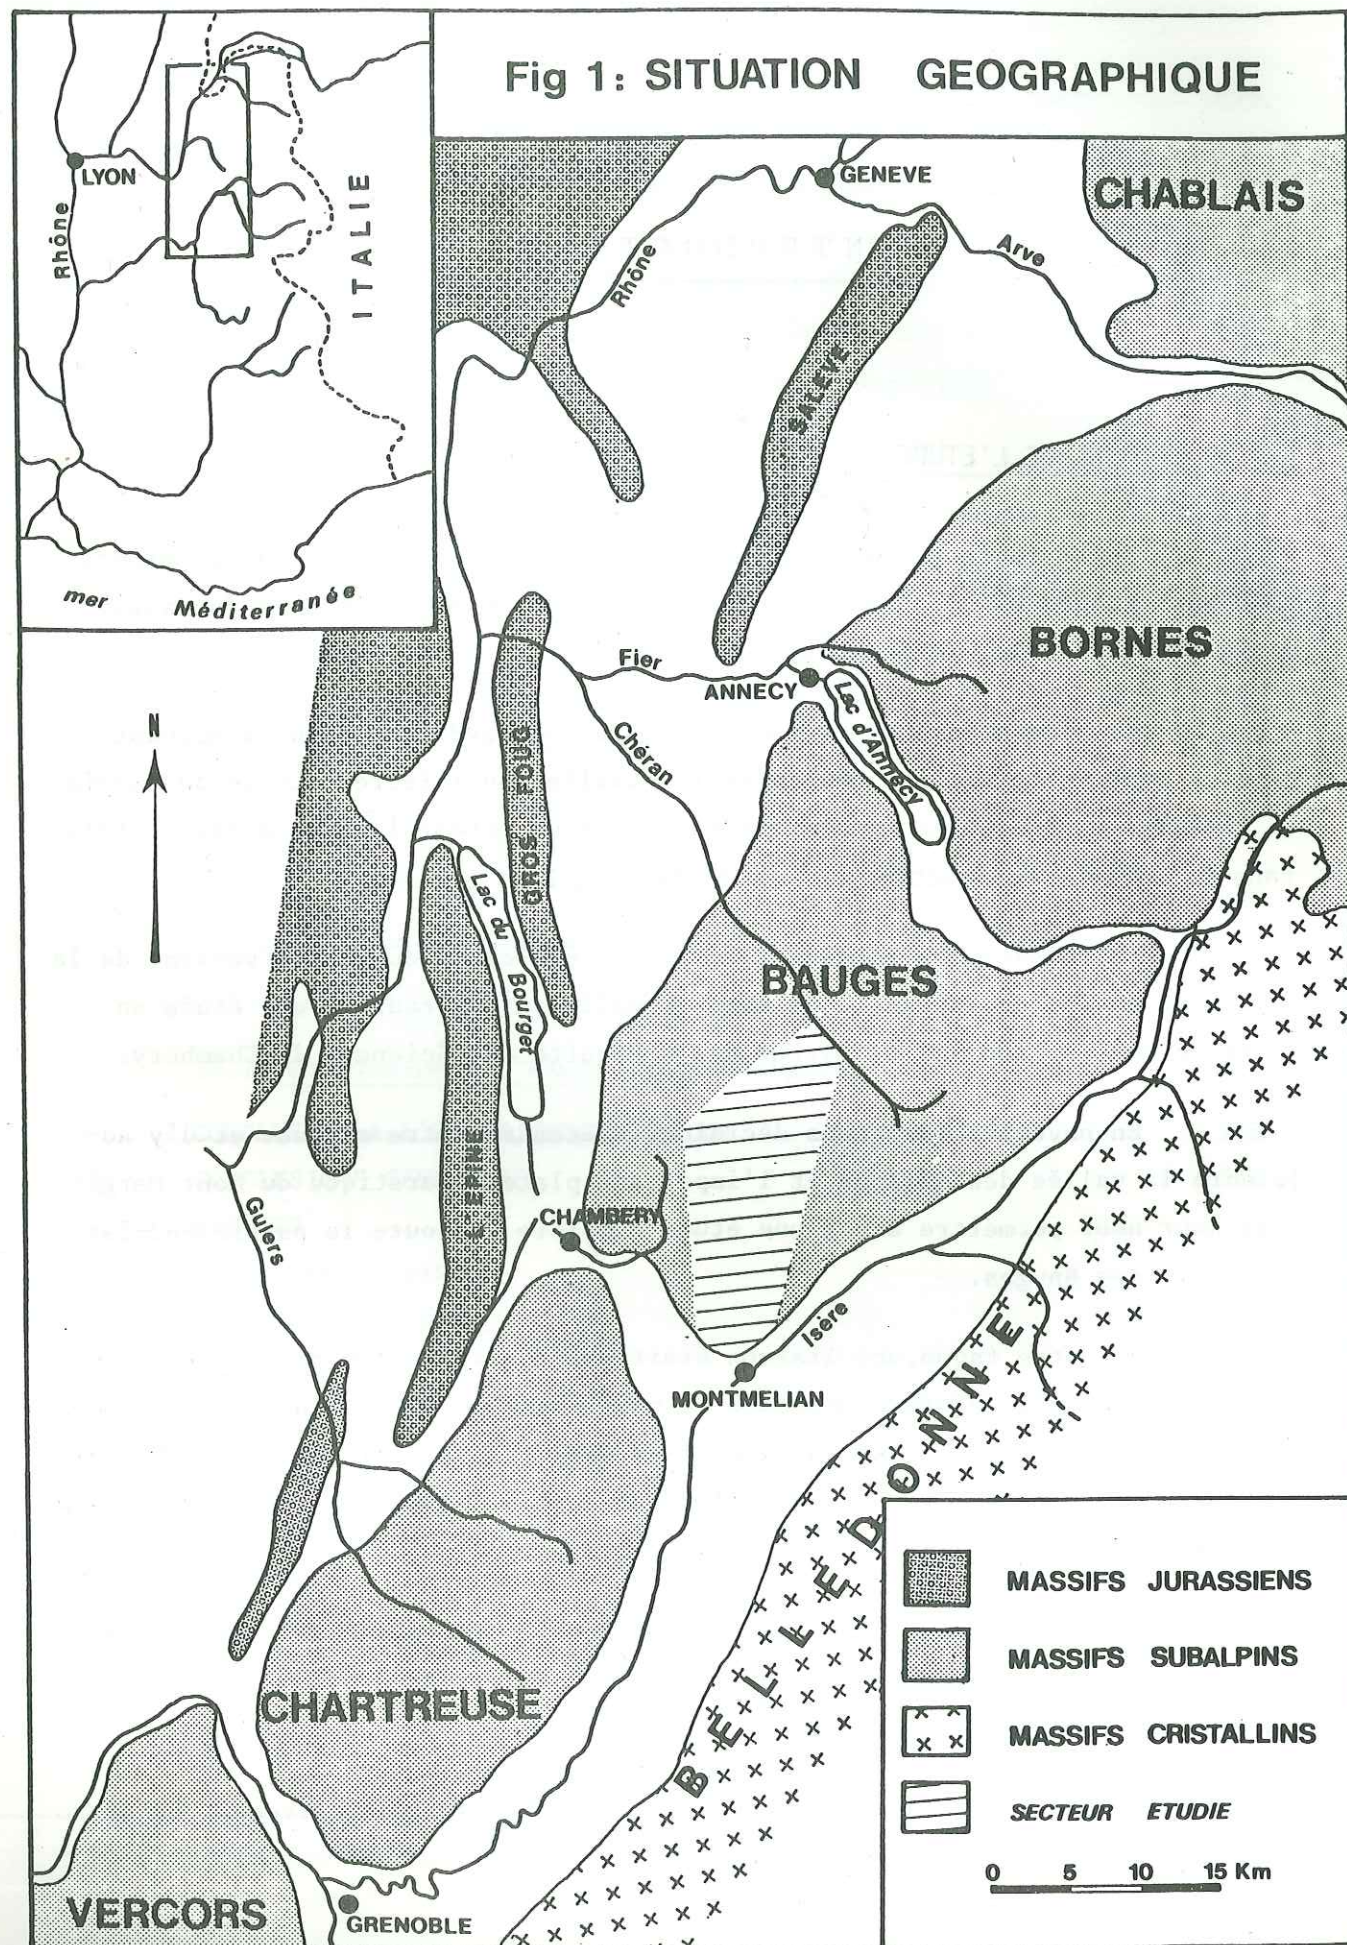 Fig 1: SITUATION GEOGRAPHIQUE
LYON
Rhône
ITALIE
mer Méditerranée
GENEVE
CHABLAIS
Arve
Rhône
SALEVE
BORNES
Fier
ANNECY
Lac d'Annecy
Chéran
GROS FOUG
N
Lac du Bourget
BAUGES
L'EPINE
CHAMBERY
Guiers
Isère
MONTMELIAN
BELLEDONNE
CHARTREUSE
VERCORS
GRENOBLE
MASSIFS JURASSIENS
MASSIFS SUBALPINS
MASSIFS CRISTALLINS
SECTEUR ETUDIE
0 5 10 15 Km